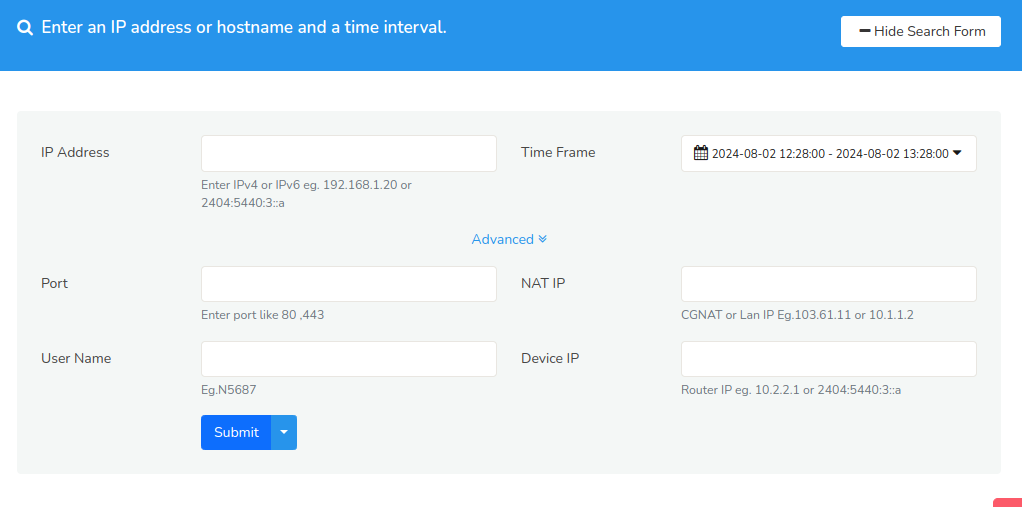 Enter an IP address or hostname and a time interval.
Hide Search Form
IP Address
Time Frame
2024-08-02 12:28:00 - 2024-08-02 13:28:00
Enter IPv4 or IPv6 eg. 192.168.1.20 or
2404:5440:3::a
Advanced
Port
NAT IP
Enter port like 80 ,443
CGNAT or Lan IP Eg.103.61.11 or 10.1.1.2
User Name
Device IP
Eg.N5687
Router IP eg. 10.2.2.1 or 2404:5440:3::a
Submit